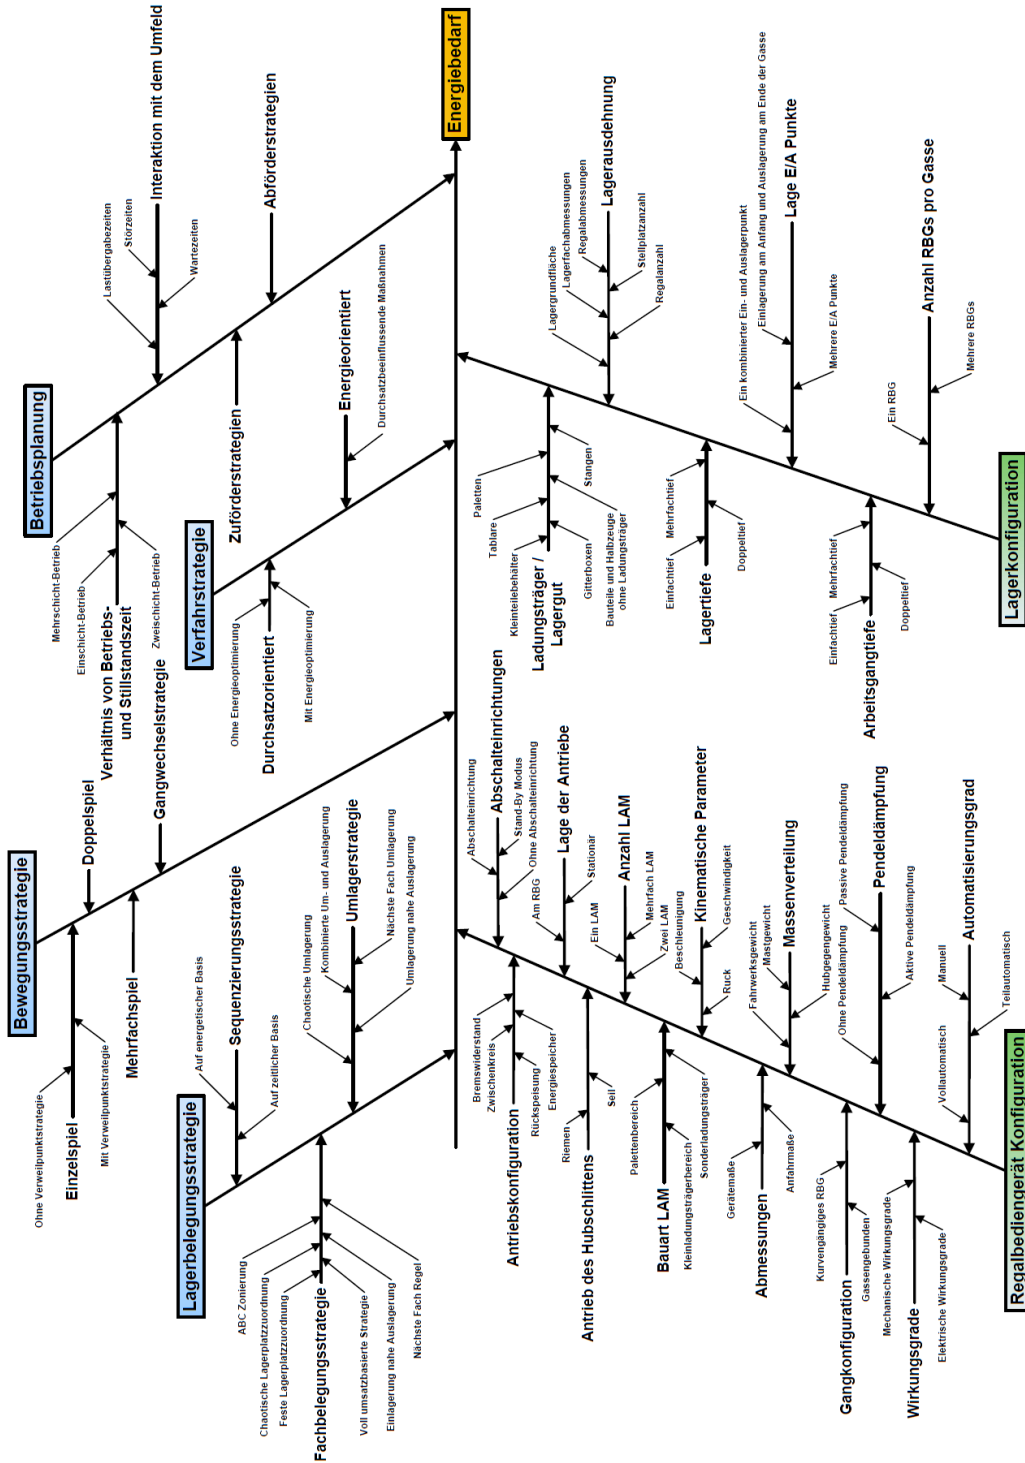 Bewegungsstrategie
Ohne Verweilpunktstrategie
Einzelspiel
Mit Verweilpunktstrategie
Doppelspiel
Mehrfachspiel
Gangwechselstrategie
Betriebsplanung
Mehrschicht-Betrieb
Einschicht-Betrieb
Verhältnis von Betriebs-
und Stillstandszeit
Zweischicht-Betrieb
Lastübergabezeiten
Störzeiten
Interaktion mit dem Umfeld
Wartezeiten
Zuförderstrategien
Abförderstrategien
Lagerbelegungsstrategie
Auf energetischer Basis
Sequenzierungsstrategie
Auf zeitlicher Basis
ABC Zonierung
Chaotische Lagerplatzzuordnung
Feste Lagerplatzzuordnung
Fachbelegungsstrategie
Voll umsatzbasierte Strategie
Einlagerung nahe Auslagerung
Nächste Fach Regel
Chaotische Umlagerung
Kombinierte Um- und Auslagerung
Umlagerstrategie
Nächste Fach Umlagerung
Umlagerung nahe Auslagerung
Verfahrstrategie
Ohne Energieoptimierung
Durchsatzorientiert
Mit Energieoptimierung
Energieorientiert
Durchsatzbeeinflussende Maßnahmen
Energiebedarf
Abschalteinrichtung
Abschalteinrichtungen
Stand-By Modus
Ohne Abschalteinrichtung
Bremswiderstand
Zwischenkreis
Antriebskonfiguration
Rückspeisung
Energiespeicher
Am RBG
Lage der Antriebe
Stationär
Riemen
Antrieb des Hubschlittens
Seil
Ein LAM
Anzahl LAM
Mehrfach LAM
Zwei LAM
Palettenbereich
Bauart LAM
Kleinladungsträgerbereich
Sonderladungsträger
Beschleunigung
Kinematische Parameter
Ruck
Geschwindigkeit
Gerätemaße
Abmessungen
Anfahrmaße
Fahrwerksgewicht
Mastgewicht
Massenverteilung
Hubgegengewicht
Kurvengängiges RBG
Gangkonfiguration
Gassengebunden
Ohne Pendeldämpfung
Passive Pendeldämpfung
Pendeldämpfung
Aktive Pendeldämpfung
Mechanische Wirkungsgrade
Wirkungsgrade
Elektrische Wirkungsgrade
Vollautomatisch
Manuell
Automatisierungsgrad
Teilautomatisch
Regalbediengerät Konfiguration
Kleinteilebehälter
Tablare
Paletten
Ladungsträger /
Lagergut
Gitterboxen
Bauteile und Halbzeuge
ohne Ladungsträger
Stangen
Lagergrundfläche
Lagerfachabmessungen
Regalabmessungen
Lagerausdehnung
Stellplatzanzahl
Regalanzahl
Einfachtief
Mehrfachtief
Lagertiefe
Doppeltief
Ein kombinierter Ein- und Auslagerpunkt
Einlagerung am Anfang und Auslagerung am Ende der Gasse
Lage E/A Punkte
Mehrere E/A Punkte
Einfachtief
Mehrfachtief
Arbeitsgangtiefe
Doppeltief
Ein RBG
Anzahl RBGs pro Gasse
Mehrere RBGs
Lagerkonfiguration